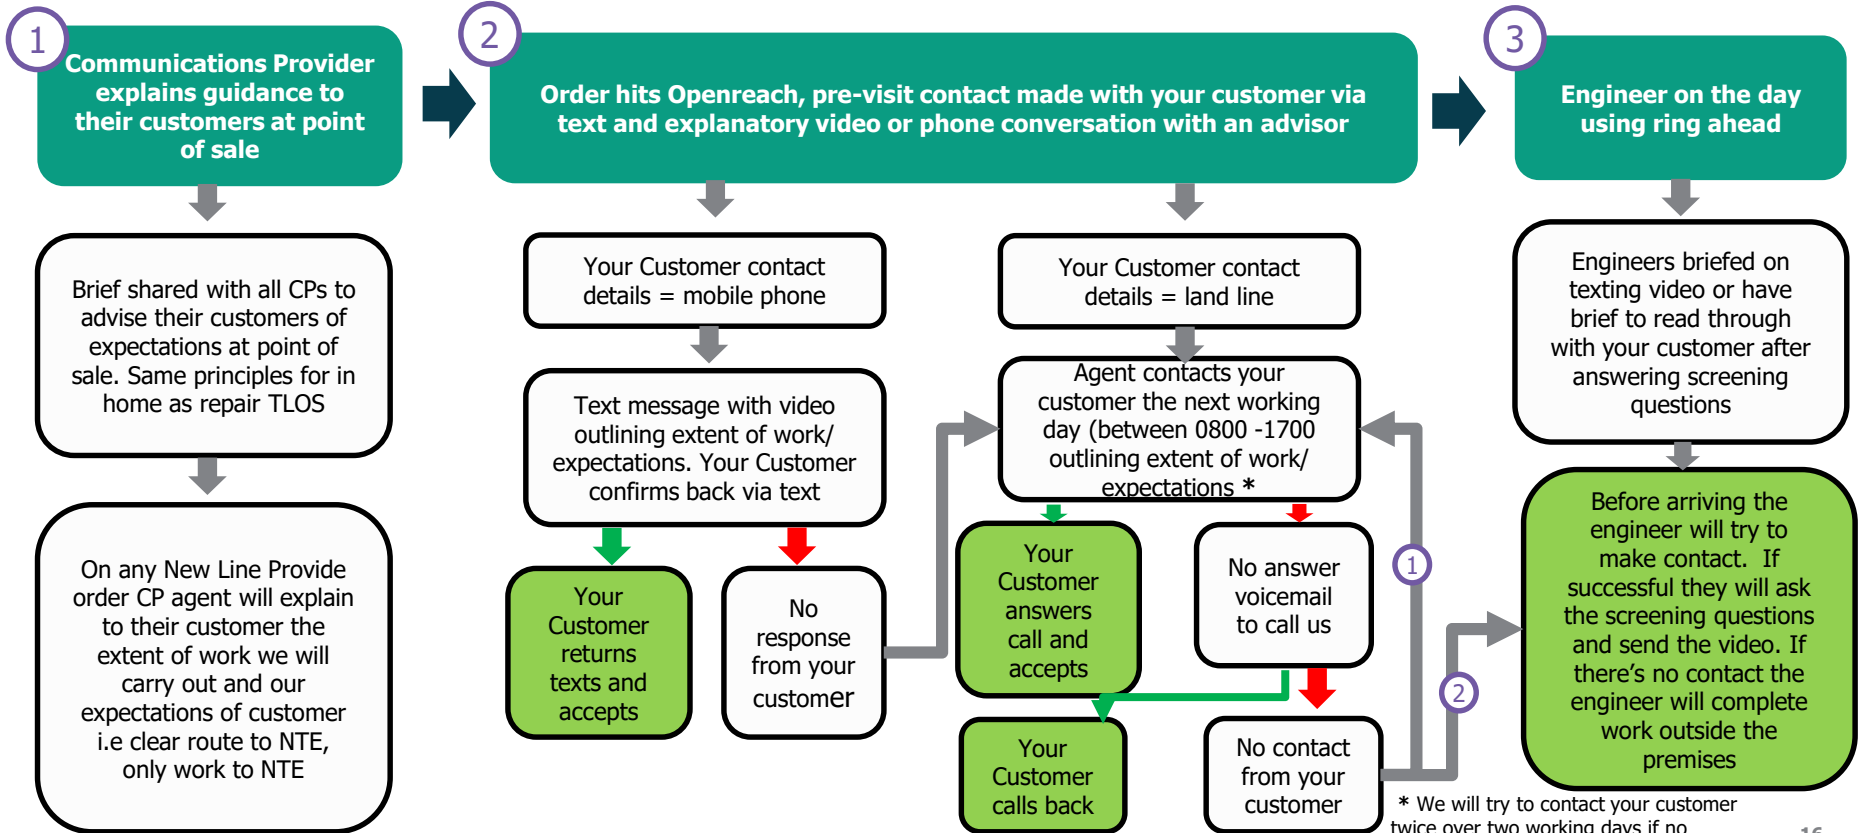 1
Communications Provider
explains guidance to
their customers at point
of sale
2
Order hits Openreach, pre-visit contact made with your customer via
text and explanatory video or phone conversation with an advisor
3
Engineer on the day
using ring ahead
Brief shared with all CPs to
advise their customers of
expectations at point of
sale. Same principles for in
home as repair TLOS
On any New Line Provide
order CP agent will explain
to their customer the
extent of work we will
carry out and our
expectations of customer
i.e clear route to NTE,
only work to NTE
Your Customer contact
details = mobile phone
Text message with video
outlining extent of work/
expectations. Your Customer
confirms back via text
Your
Customer
returns
texts and
accepts
No
response
from your
customer
Your Customer contact
details = land line
Agent contacts your
customer the next working
day (between 0800 -1700
outlining extent of work/
expectations *
Your
Customer
answers
call and
accepts
No answer
voicemail
to call us
Your
Customer
calls back
No contact
from your
customer
1
2
Engineers briefed on
texting video or have
brief to read through
with your customer after
answering screening
questions
Before arriving the
engineer will try to
make contact. If
successful they will ask
the screening questions
and send the video. If
there's no contact the
engineer will complete
work outside the
premises
* We will try to contact your customer
twice over two working days if no
16